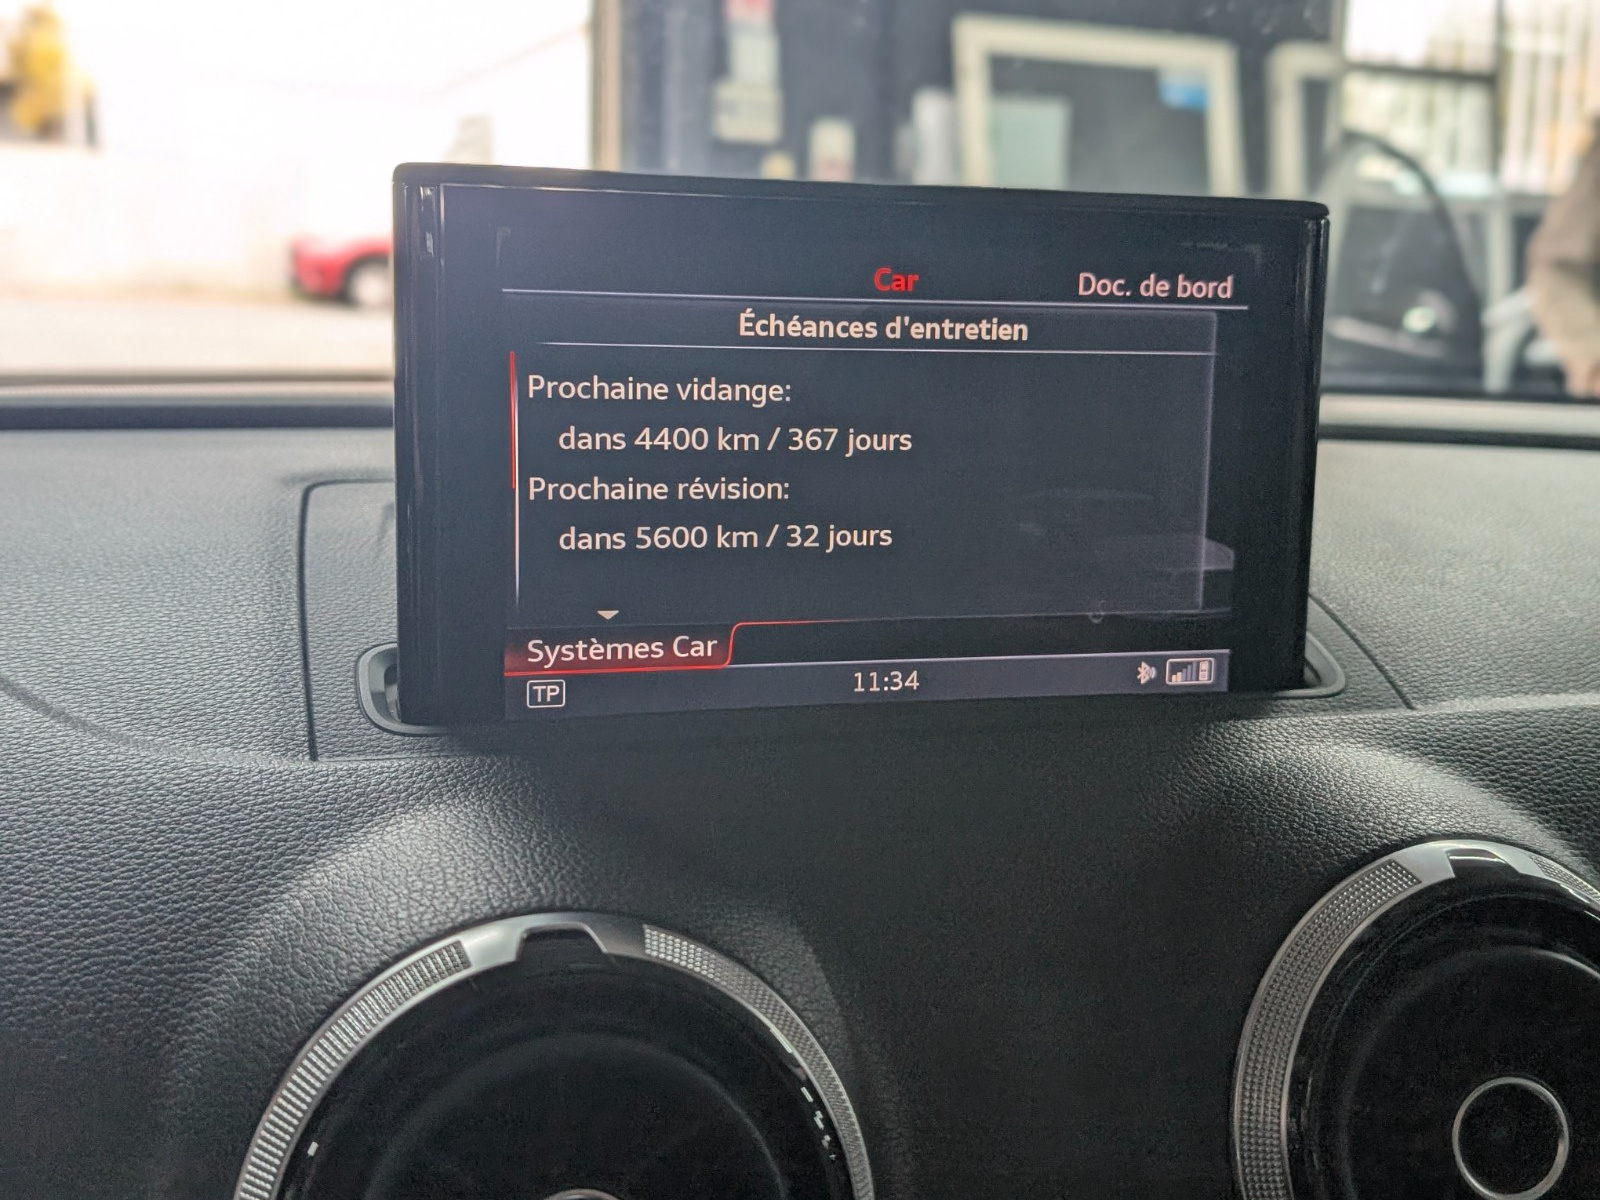 Car
Doc. de bord
Échéances d'entretien
Prochaine vidange:
dans 4400 km / 367 jours
Prochaine révision:
dans 5600 km / 32 jours
Systèmes Car
TP
11:34